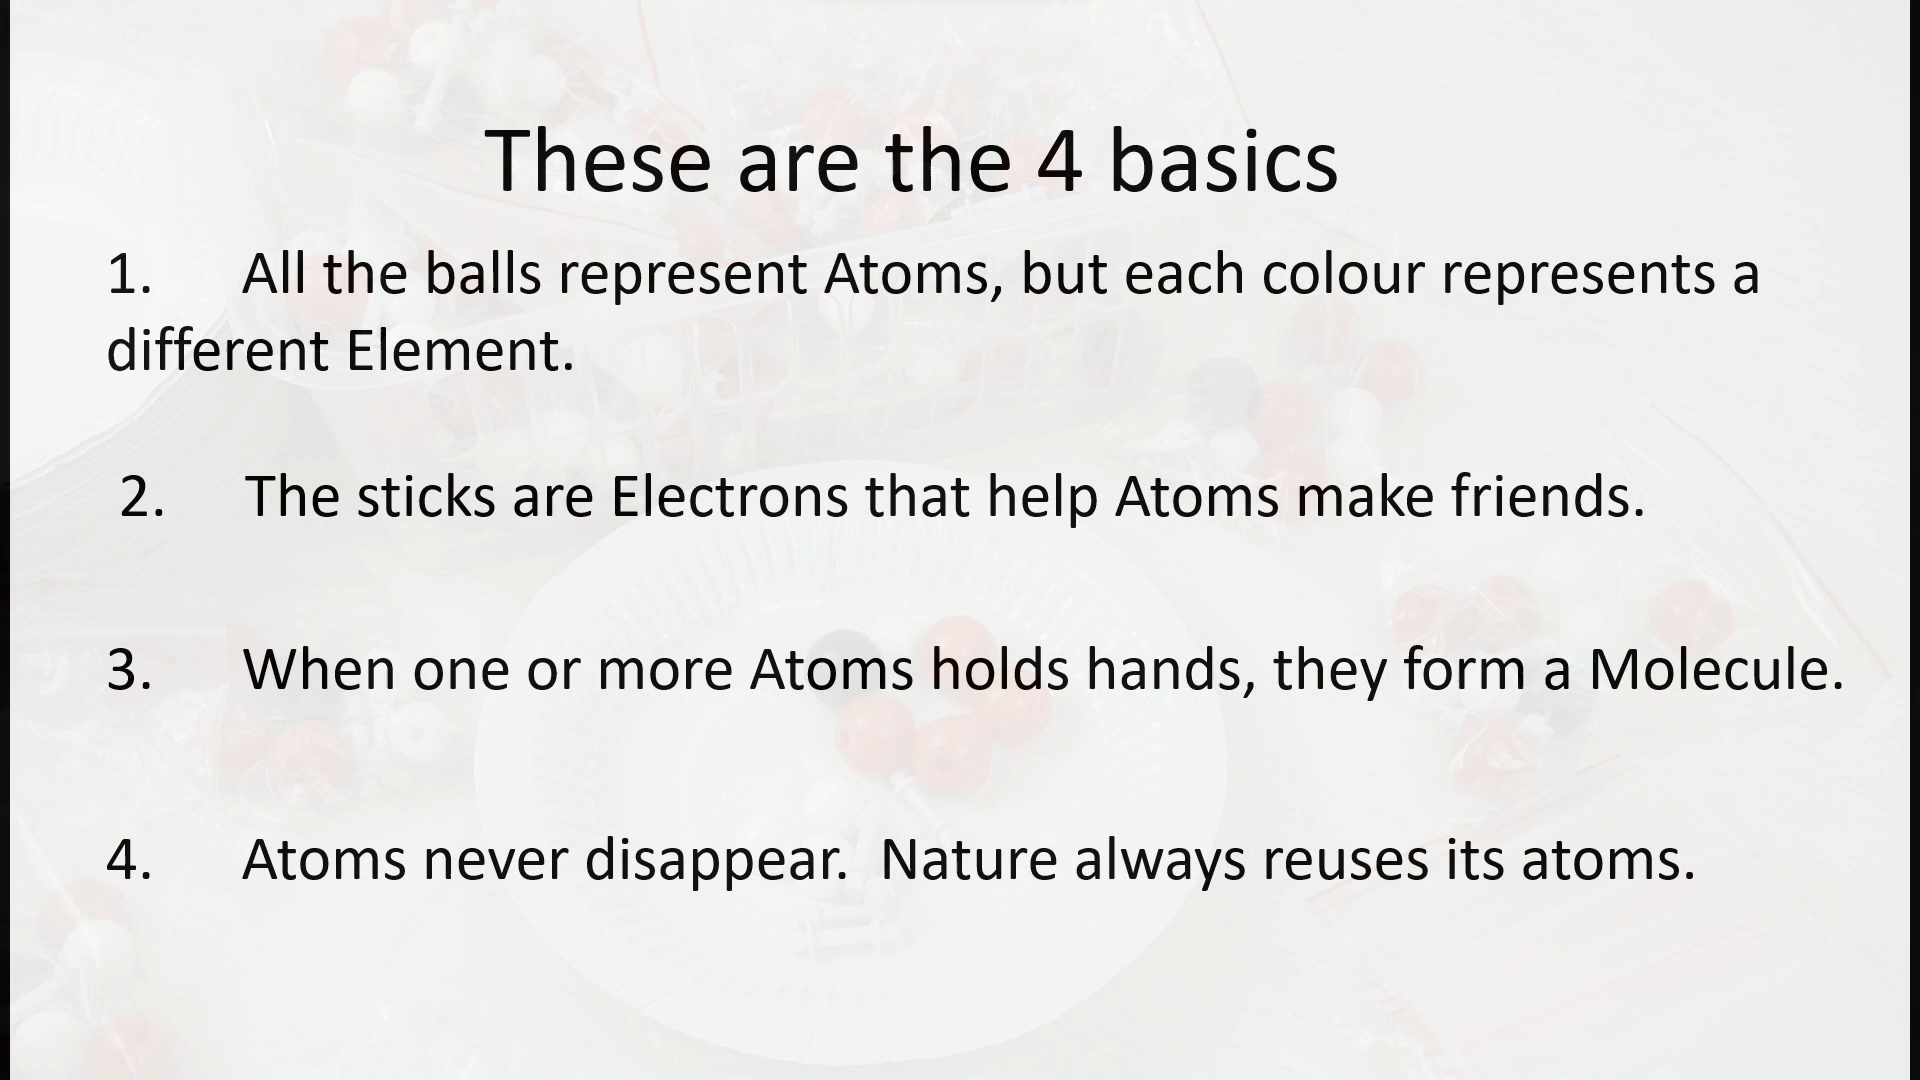 These are the 4 basics
1. All the balls represent Atoms, but each colour represents a
different Element.
2. The sticks are Electrons that help Atoms make friends.
3. When one or more Atoms holds hands, they form a Molecule.
4. Atoms never disappear. Nature always reuses its atoms.